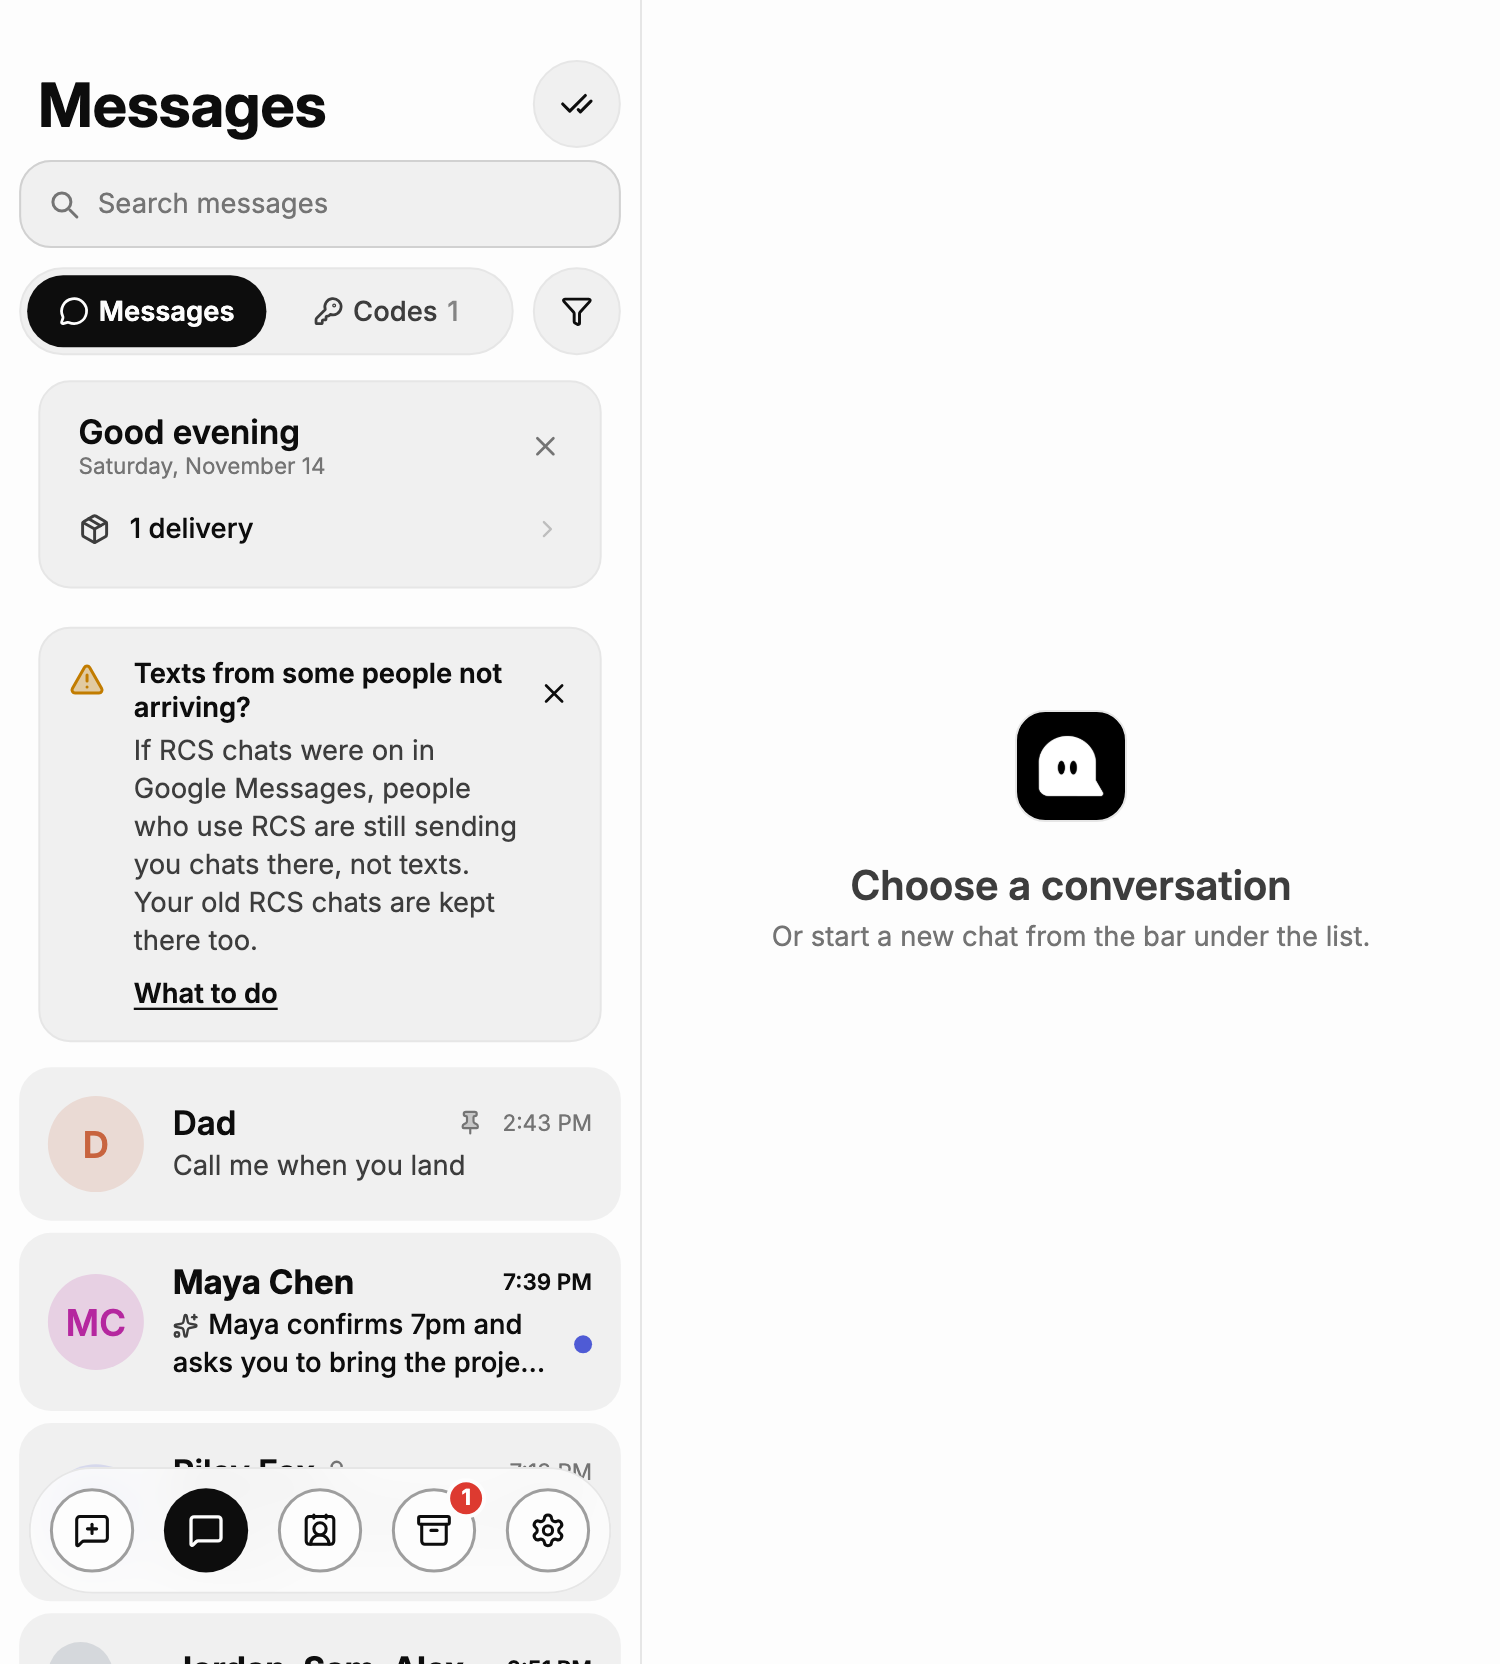 Messages
Search messages
Messages
Codes 1
Good evening
Saturday, November 14
1 delivery
Texts from some people not
arriving?
If RCS chats were on in
Google Messages, people
who use RCS are still sending
you chats there, not texts.
Your old RCS chats are kept
there too.
What to do
D
Dad
2:43 PM
Call me when you land
MC
Maya Chen
7:39 PM
Maya confirms 7pm and
asks you to bring the proje...
PM
1
Choose a conversation
Or start a new chat from the bar under the list.